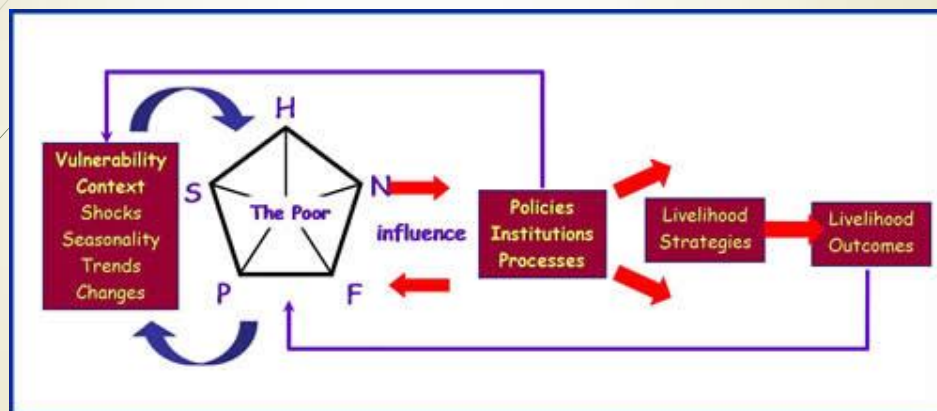 Vulnerability
Context
Shocks
Seasonality
Trends
Changes
H
S
N
The Poor
P
F
influence
Policies
Institutions
Processes
Livelihood
Strategies
Livelihood
Outcomes